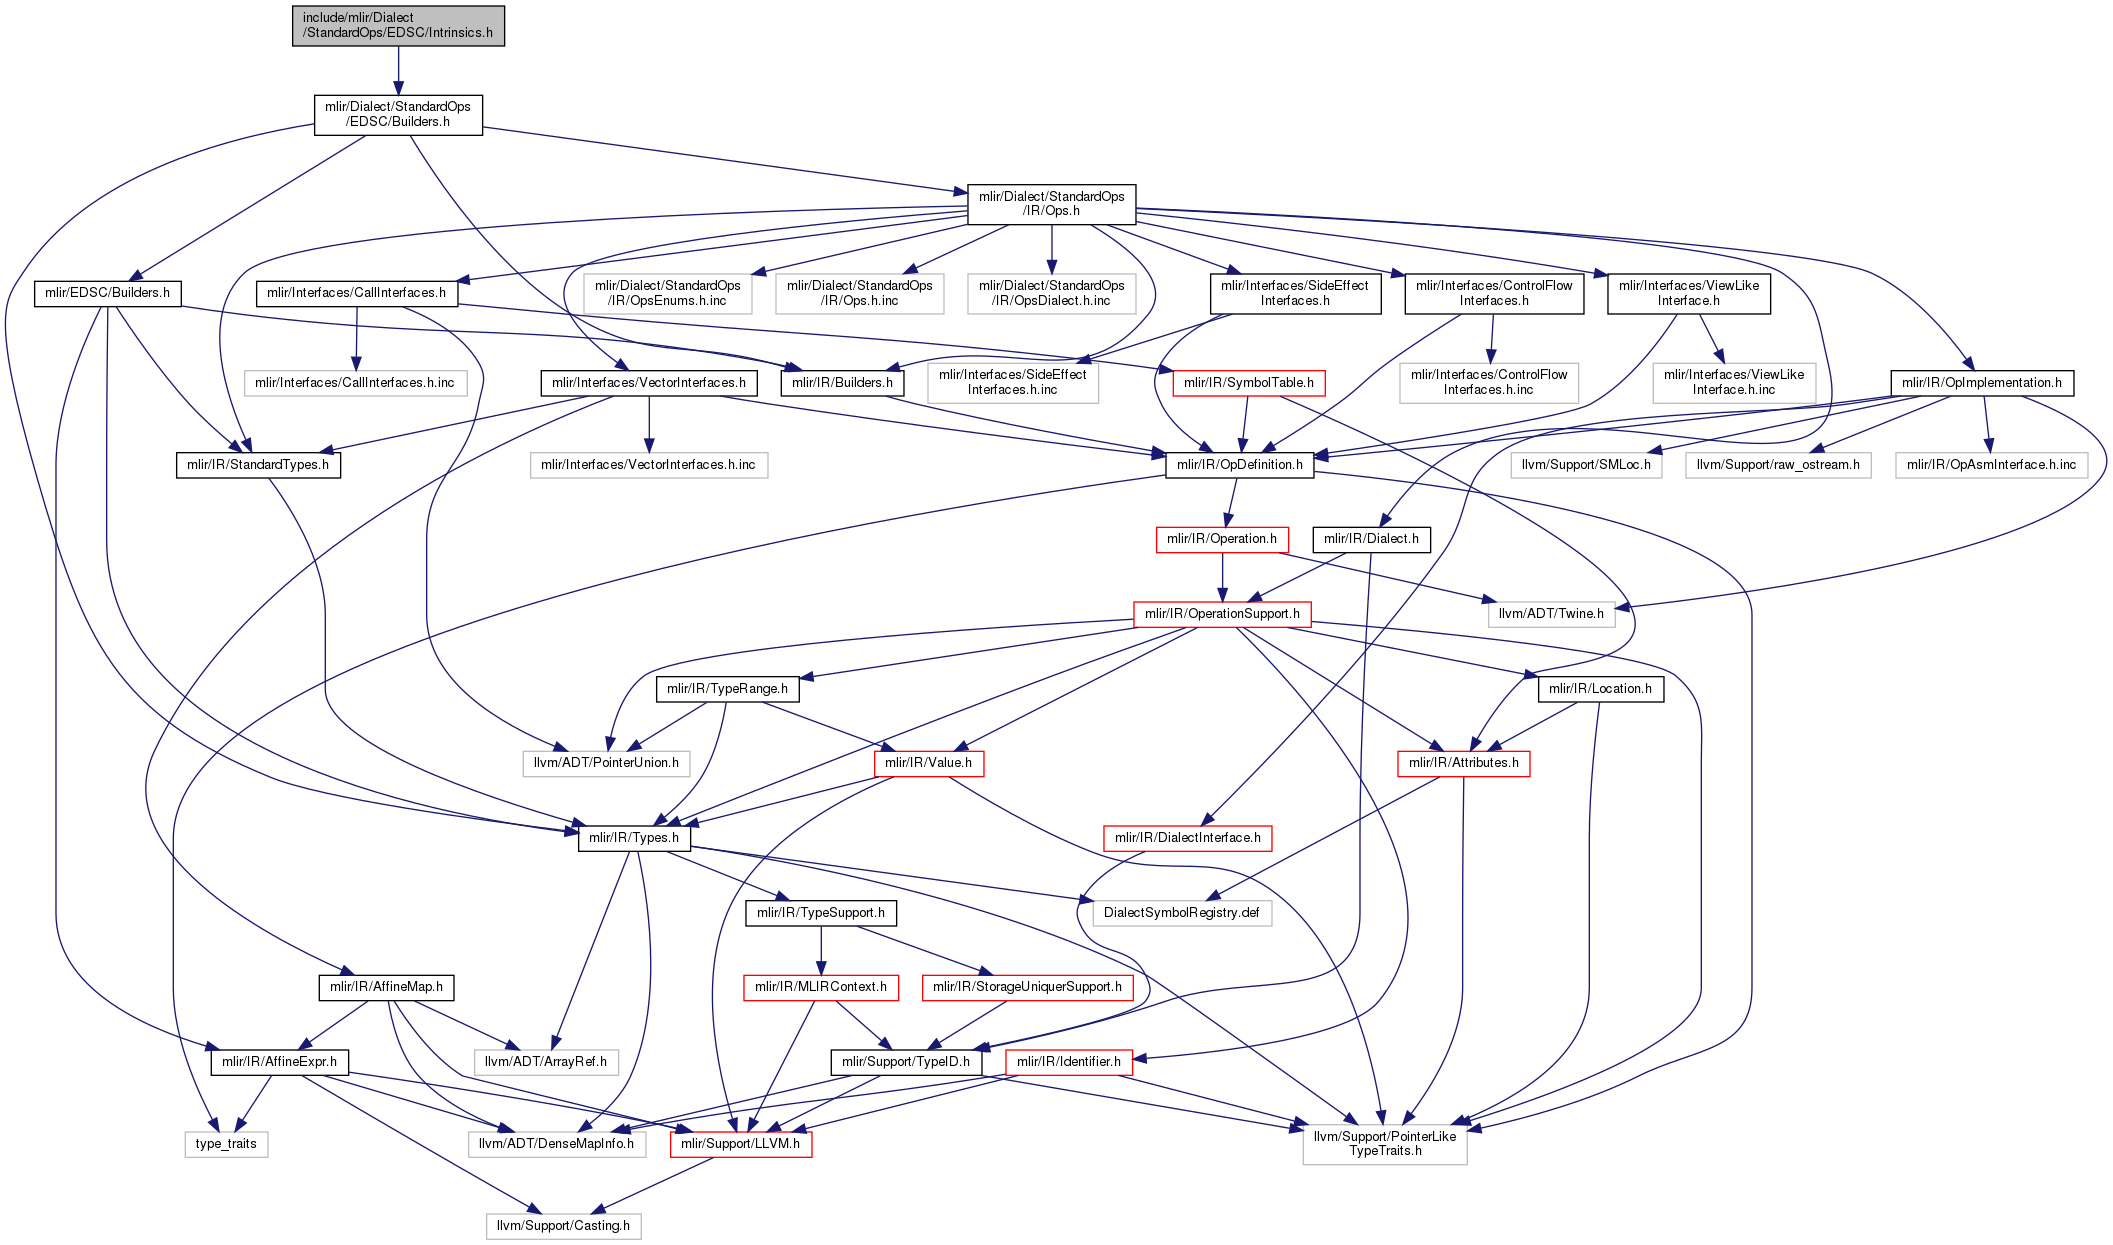 include/mlir/Dialect
/StandardOps/EDSC/Intrinsics.h
mlir/Dialect/StandardOps
/EDSC/Builders.h
mlir/Dialect/StandardOps
/IR/Ops.h
mlir/EDSC/Builders.h
mlir/Interfaces/CallInterfaces.h
mlir/Dialect/StandardOps
/IR/OpsEnums.h.inc
mlir/Dialect/StandardOps
/IR/Ops.h.inc
mlir/Dialect/StandardOps
/IR/OpsDialect.h.inc
mlir/Interfaces/SideEffect
Interfaces.h
mlir/Interfaces/ControlFlow
Interfaces.h
mlir/Interfaces/ViewLike
Interface.h
mlir/Interfaces/CallInterfaces.h.inc
mlir/Interfaces/VectorInterfaces.h
mlir/IR/Builders.h
mlir/Interfaces/SideEffect
Interfaces.h.inc
mlir/IR/SymbolTable.h
mlir/Interfaces/ControlFlow
Interfaces.h.inc
mlir/Interfaces/ViewLike
Interface.h.inc
mlir/IR/OpImplementation.h
mlir/IR/StandardTypes.h
mlir/Interfaces/VectorInterfaces.h.inc
mlir/IR/OpDefinition.h
llvm/Support/SMLoc.h
llvm/Support/raw_ostream.h
mlir/IR/OpAsmInterface.h.inc
mlir/IR/Operation.h
mlir/IR/Dialect.h
mlir/IR/OperationSupport.h
llvm/ADT/Twine.h
mlir/IR/TypeRange.h
mlir/IR/Location.h
llvm/ADT/PointerUnion.h
mlir/IR/Value.h
mlir/IR/Attributes.h
mlir/IR/Types.h
mlir/IR/DialectInterface.h
mlir/IR/TypeSupport.h
DialectSymbolRegistry.def
mlir/IR/AffineMap.h
mlir/IR/MLIRContext.h
mlir/IR/StorageUniquerSupport.h
mlir/IR/AffineExpr.h
llvm/ADT/ArrayRef.h
mlir/Support/TypeID.h
mlir/IR/Identifier.h
type_traits
llvm/ADT/DenseMapInfo.h
mlir/Support/LLVM.h
llvm/Support/PointerLike
TypeTraits.h
llvm/Support/Casting.h